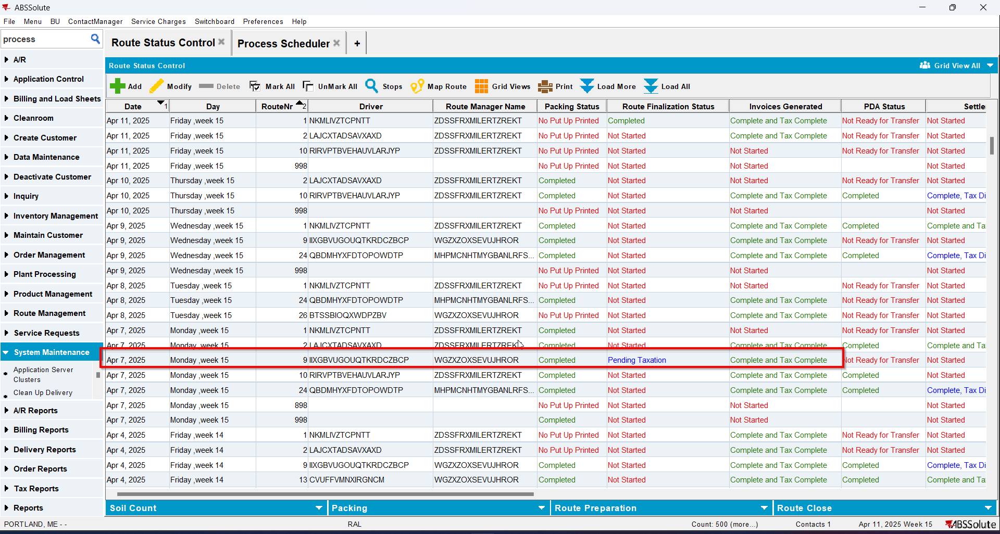 ABSSolute
File Menu BU ContactManager Service Charges Switchboard Preferences Help
process
Route Status Control Process Scheduler +
Route Status Control Grid View All
Add Modify Delete Mark All UnMark All Stops Map Route Grid Views Print Load More Load All
A/R
Application Control
Billing and Load Sheets
Cleanroom
Create Customer
Data Maintenance
Deactivate Customer
Inquiry
Inventory Management
Maintain Customer
Order Management
Plant Processing
Product Management
Route Management
Service Requests
System Maintenance
Application Server
Clusters
Clean Up Delivery
A/R Reports
Billing Reports
Delivery Reports
Order Reports
Tax Reports
Reports
Date 1 Day RouteNr 2 Driver Route Manager Name Packing Status Route Finalization Status Invoices Generated PDA Status Settle
Apr 11, 2025 Friday ,week 15 1 NKMLIVZTCPNTT ZDSSFRXMILERTZREKT No Put Up Printed Completed Complete and Tax Complete Not Ready for Transfer Not Started
Apr 11, 2025 Friday ,week 15 2 LAJCXTADSAVXAXD ZDSSFRXMILERTZREKT No Put Up Printed Not Started Complete and Tax Complete Not Ready for Transfer Not Started
Apr 11, 2025 Friday ,week 15 10 RIRVPTBVEHAUVLARJYP ZDSSFRXMILERTZREKT No Put Up Printed Not Started Not Started Not Ready for Transfer Not Started
Apr 11, 2025 Friday ,week 15 998 No Put Up Printed Not Started Not Started Not Started
Apr 10, 2025 Thursday ,week 15 2 LAJCXTADSAVXAXD ZDSSFRXMILERTZREKT Completed Not Started Not Started Not Ready for Transfer Not Started
Apr 10, 2025 Thursday ,week 15 10 RIRVPTBVEHAUVLARJYP ZDSSFRXMILERTZREKT Completed Not Started Complete and Tax Complete Completed Complete, Tax Di
Apr 10, 2025 Thursday ,week 15 998 No Put Up Printed Not Started Not Started Not Started
Apr 9, 2025 Wednesday ,week 15 1 NKMLIVZTCPNTT ZDSSFRXMILERTZREKT Completed Not Started Complete and Tax Complete Completed Complete and Ta
Apr 9, 2025 Wednesday ,week 15 9 IIXGBVUGOUQTKRDCZBCP WGZXZOXSEVUJHROR Completed Not Started Complete and Tax Complete Not Ready for Transfer Not Started
Apr 9, 2025 Wednesday ,week 15 24 QBDMHYXFDTOPOWDTP MHPMCNHTMYGBANLRFS... Completed Not Started Complete and Tax Complete Completed Complete, Tax Di
Apr 9, 2025 Wednesday ,week 15 998 No Put Up Printed Not Started Not Started Not Started
Apr 8, 2025 Tuesday ,week 15 1 NKMLIVZTCPNTT ZDSSFRXMILERTZREKT No Put Up Printed Not Started Not Started Not Ready for Transfer Not Started
Apr 8, 2025 Tuesday ,week 15 24 QBDMHYXFDTOPOWDTP MHPMCNHTMYGBANLRFS... Completed Not Started Complete and Tax Complete Not Ready for Transfer Not Started
Apr 8, 2025 Tuesday ,week 15 26 BTSSBIOQXWDPZBV WGZXZOXSEVUJHROR No Put Up Printed Not Started Complete and Tax Complete Not Ready for Transfer Not Started
Apr 7, 2025 Monday ,week 15 1 NKMLIVZTCPNTT ZDSSFRXMILERTZREKT Completed Not Started Not Started Not Ready for Transfer Not Started
Apr 7, 2025 Monday ,week 15 2 LAJCXTADSAVXAXD ZDSSFRXMILERTZREKT Completed Not Started Complete and Tax Complete Completed Complete and Ta
Apr 7, 2025 Monday ,week 15 9 IIXGBVUGOUQTKRDCZBCP WGZXZOXSEVUJHROR Completed Pending Taxation Complete and Tax Complete Not Ready for Transfer Not Started
Apr 7, 2025 Monday ,week 15 10 RIRVPTBVEHAUVLARJYP ZDSSFRXMILERTZREKT Completed Not Started Complete and Tax Complete Completed Not Started
Apr 7, 2025 Monday ,week 15 24 QBDMHYXFDTOPOWDTP MHPMCNHTMYGBANLRFS... Completed Not Started Complete and Tax Complete Completed Complete, Tax Di
Apr 7, 2025 Monday ,week 15 898 No Put Up Printed Not Started Not Started Not Started
Apr 7, 2025 Monday ,week 15 998 Completed Not Started Not Started Not Started
Apr 4, 2025 Friday ,week 14 1 NKMLIVZTCPNTT ZDSSFRXMILERTZREKT No Put Up Printed Not Started Complete and Tax Complete Not Ready for Transfer Not Started
Apr 4, 2025 Friday ,week 14 2 LAJCXTADSAVXAXD ZDSSFRXMILERTZREKT No Put Up Printed Not Started Complete and Tax Complete Not Ready for Transfer Not Started
Apr 4, 2025 Friday ,week 14 9 IIXGBVUGOUQTKRDCZBCP WGZXZOXSEVUJHROR Completed Not Started Complete and Tax Complete Completed Complete, Tax Di
Apr 4, 2025 Friday ,week 14 13 CVUFFVMNXIRGNCM WGZXZOXSEVUJHROR Completed Not Started Complete and Tax Complete Completed Complete and Ta
Soil Count Packing Route Preparation Route Close
PORTLAND, ME - - RAL Count: 500 (more...) Contacts 1 Apr 11, 2025 Week 15 ABSSolute